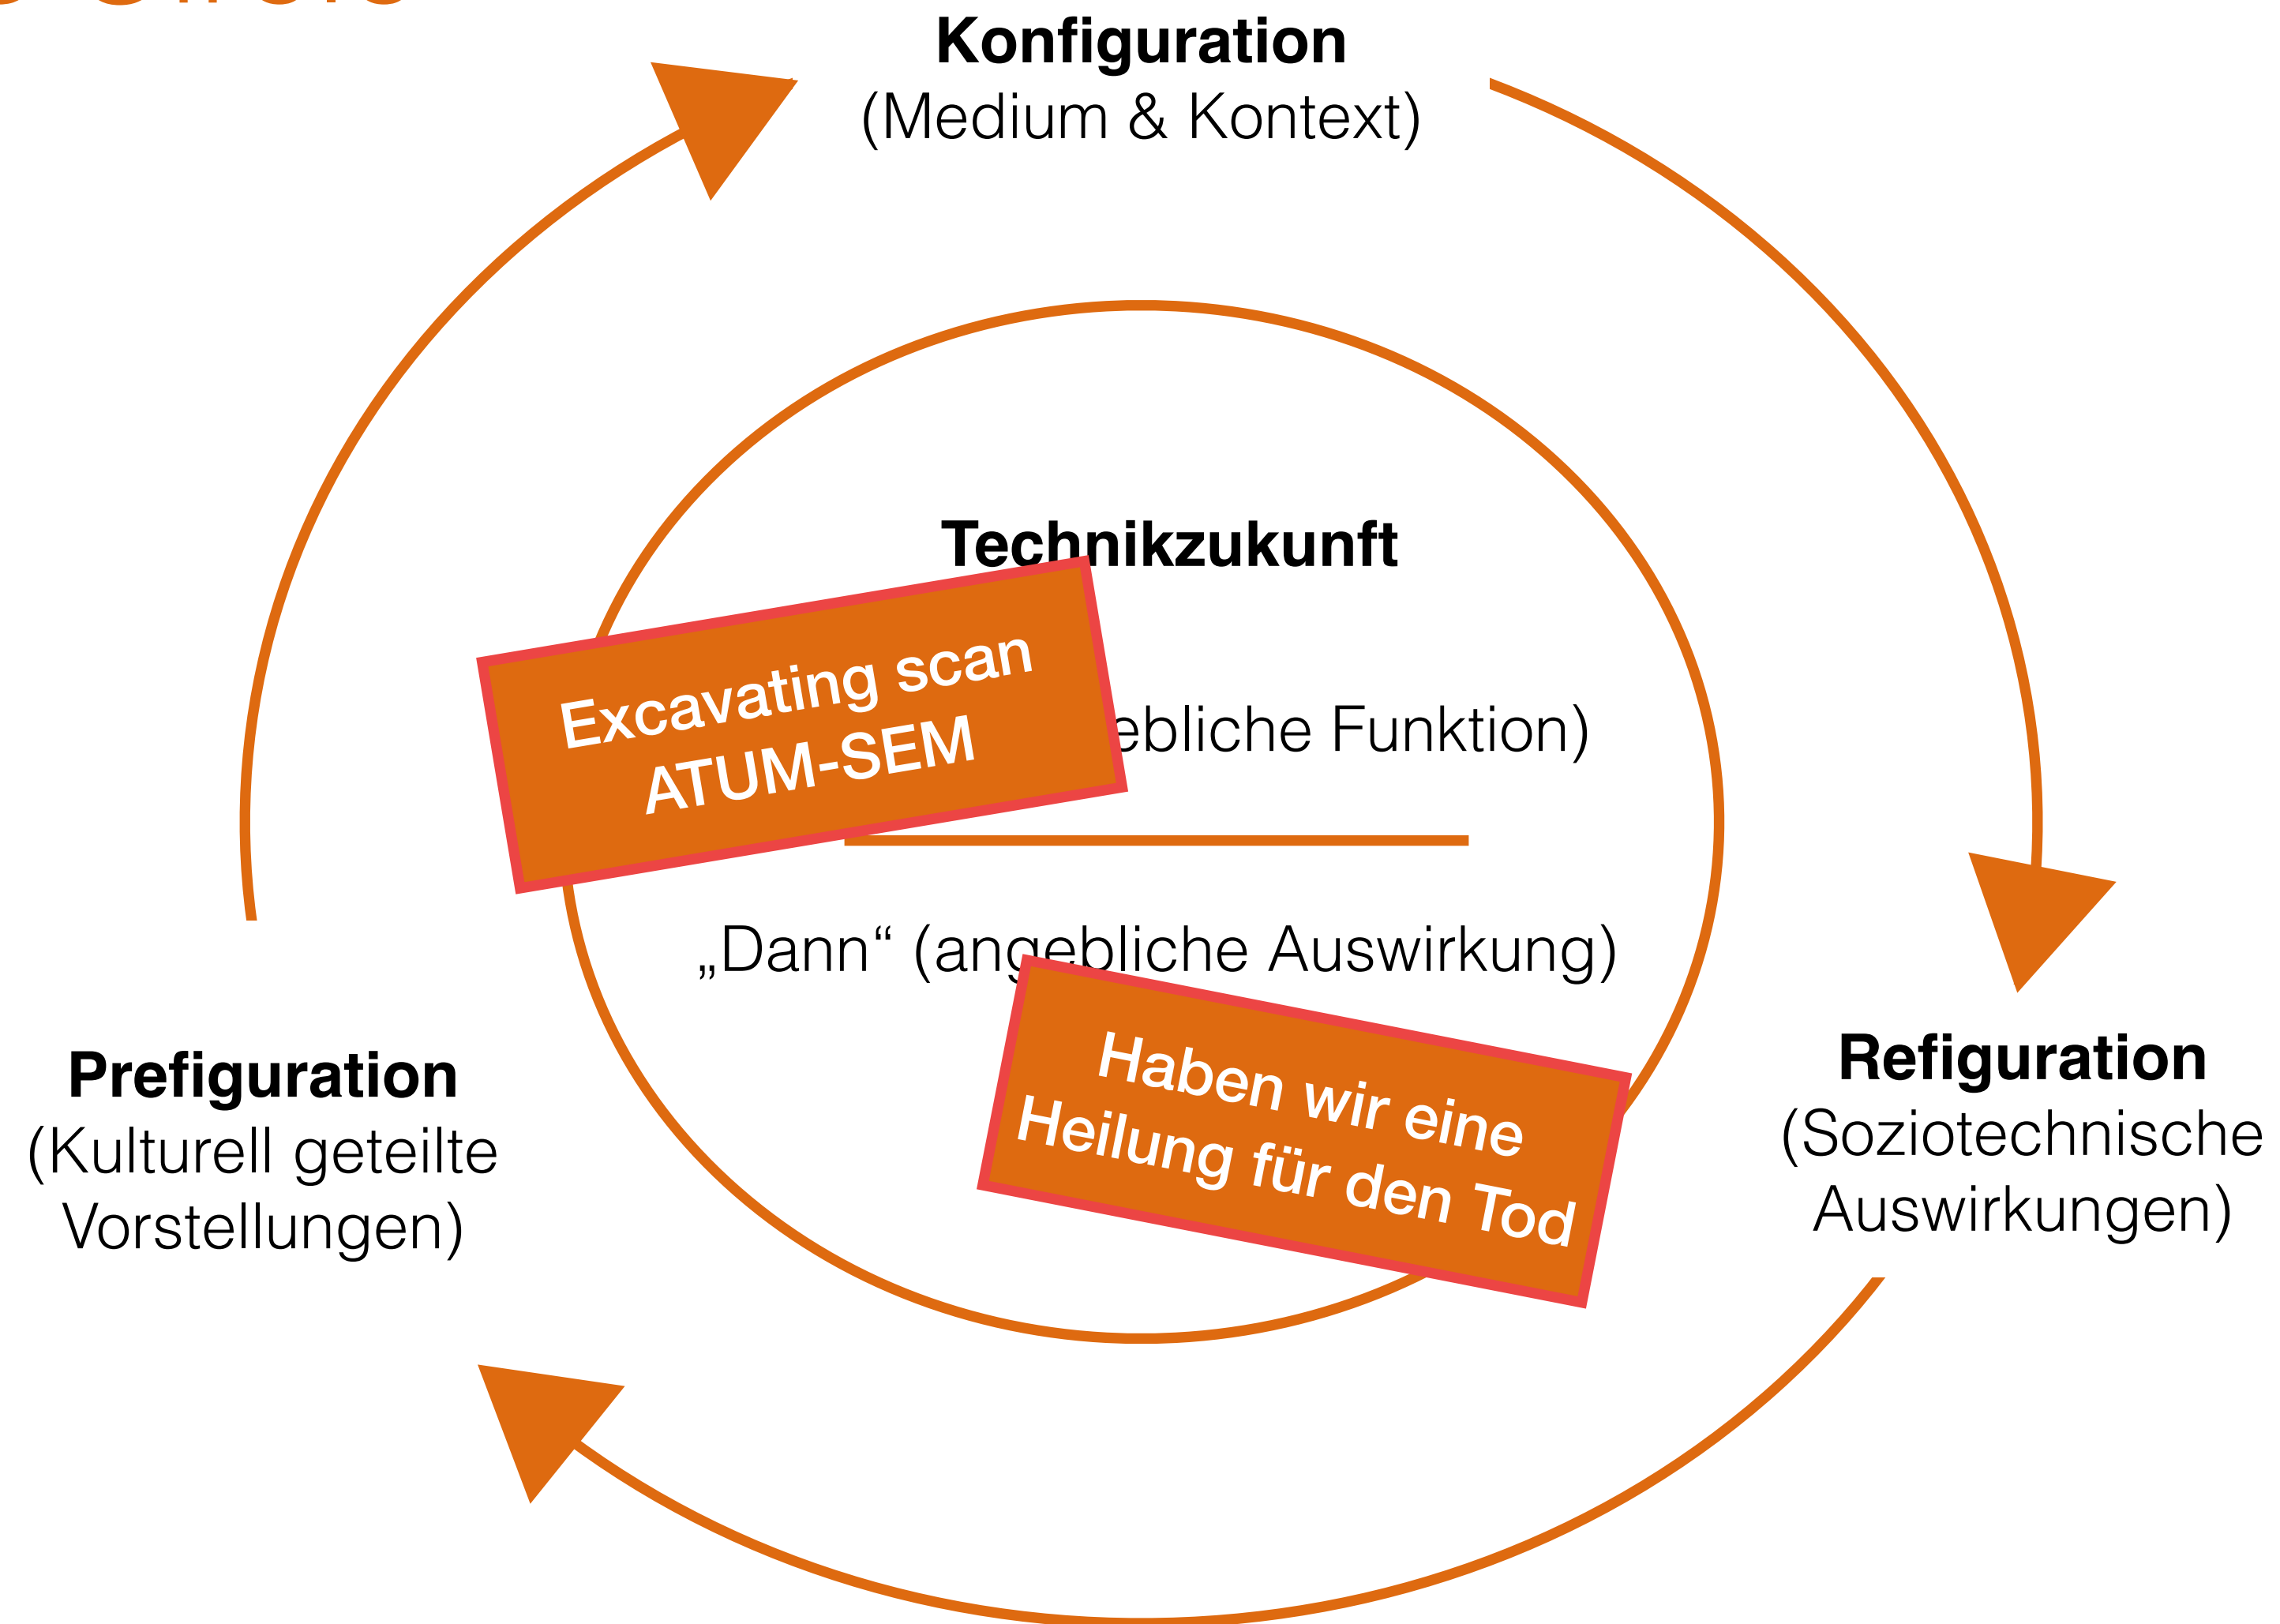 Konfiguration
(Medium & Kontext)
Technikzukunft
Excavating scan
ATUM-SEM
ebliche Funktion)
„Dann“ (angebliche Auswirkung)
Haben wir eine
Heilung für den Tod
Prefiguration
(Kulturell geteilte
Vorstellungen)
Refiguration
(Soziotechnische
Auswirkungen)